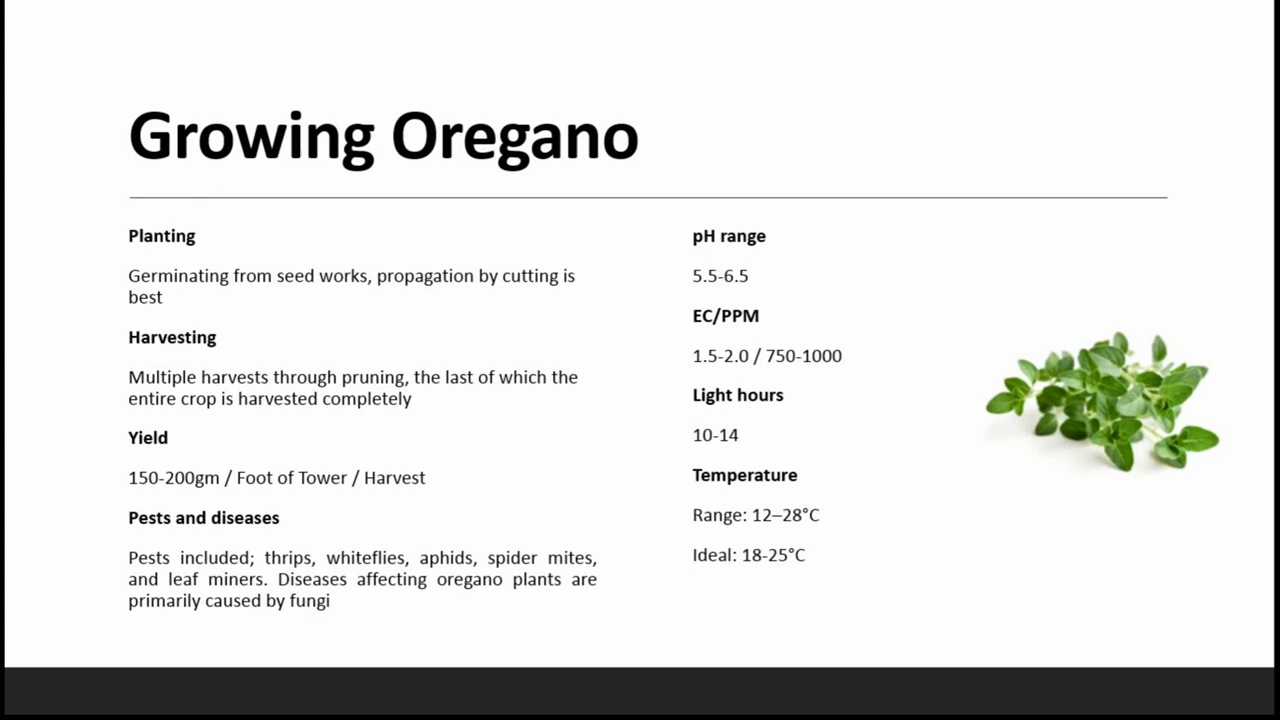 Growing Oregano
Planting
Germinating from seed works, propagation by cutting is
best
Harvesting
Multiple harvests through pruning, the last of which the
entire crop is harvested completely
Yield
150-200gm / Foot of Tower / Harvest
Pests and diseases
Pests included; thrips, whiteflies, aphids, spider mites,
and leaf miners. Diseases affecting oregano plants are
primarily caused by fungi
pH range
5.5-6.5
EC/PPM
1.5-2.0 / 750-1000
Light hours
10-14
Temperature
Range: 12–28°C
Ideal: 18-25°C